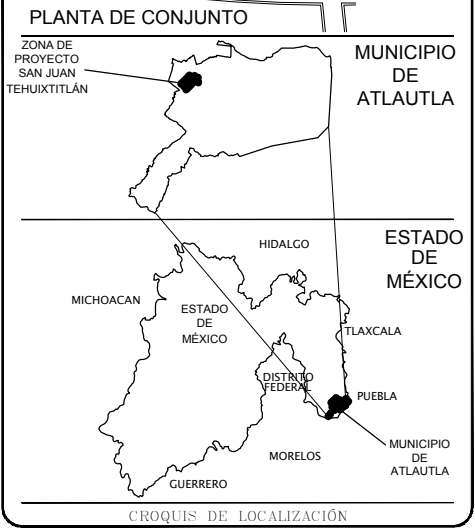 PLANTA DE CONJUNTO
ZONA DE
PROYECTO
SAN JUAN
TEHUIXTITLÁN
MUNICIPIO
DE
ATLAUTLA
ESTADO
DE
MÉXICO
HIDALGO
MICHOACAN
ESTADO
DE
MÉXICO
TLAXCALA
DISTRITO
FEDERAL
PUEBLA
MUNICIPIO
DE
ATLAUTLA
MORELOS
GUERRERO
CROQUIS DE LOCALIZACIÓN